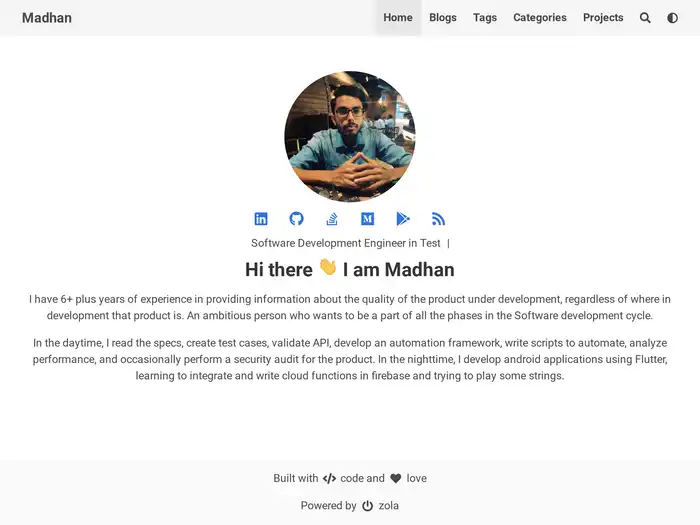 Madhan
Home Blogs Tags Categories Projects
Software Development Engineer in Test |
Hi there 👋 I am Madhan
I have 6+ plus years of experience in providing information about the quality of the product under development, regardless of where in
development that product is. An ambitious person who wants to be a part of all the phases in the Software development cycle.
In the daytime, I read the specs, create test cases, validate API, develop an automation framework, write scripts to automate, analyze
performance, and occasionally perform a security audit for the product. In the nighttime, I develop android applications using Flutter,
learning to integrate and write cloud functions in firebase and trying to play some strings.
Built with code and love
Powered by zola